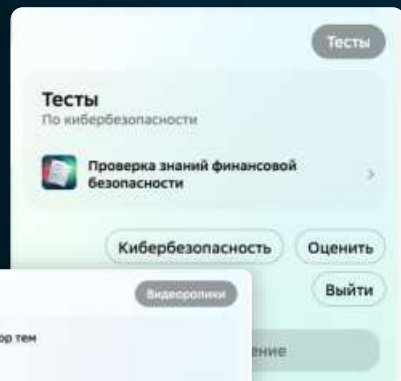 Тесты
Тесты
По кибербезопасности
Проверка знаний финансовой
безопасности
Кибербезопасность
Оценить
Видеоролики
Выйти
ор тем
ение